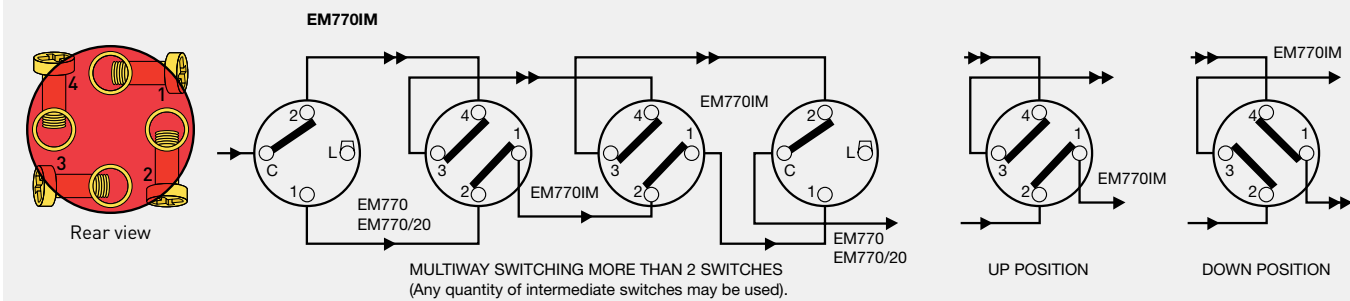 EM770IM
4
1
3
2
Rear view
2
C
L
1
EM770
EM770/20
4
1
3
2
EM770IM
4
1
3
2
EM770IM
2
C
L
1
EM770
EM770/20
MULTIWAY SWITCHING MORE THAN 2 SWITCHES
(Any quantity of intermediate switches may be used).
4
1
3
2
EM770IM
UP POSITION
EM770IM
4
1
3
2
DOWN POSITION